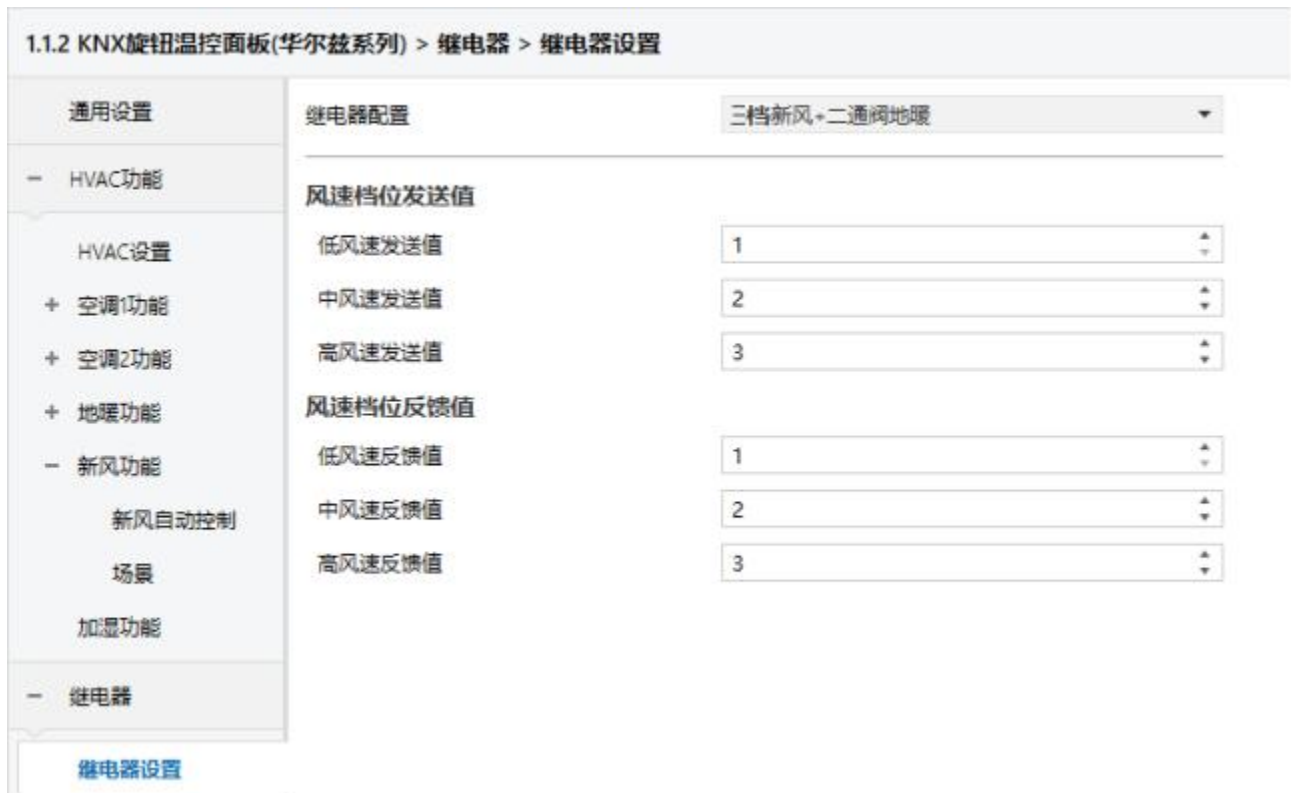 1.1.2 KNX旋钮温控面板(华尔兹系列) > 继电器 > 继电器设置
通用设置
HVAC功能
HVAC设置
空调1功能
空调2功能
地暖功能
新风功能
新风自动控制
场景
加湿功能
继电器
继电器设置
继电器配置
三档新风+二通阀地暖
风速档位发送值
低风速发送值
1
中风速发送值
2
高风速发送值
3
风速档位反馈值
低风速反馈值
1
中风速反馈值
2
高风速反馈值
3